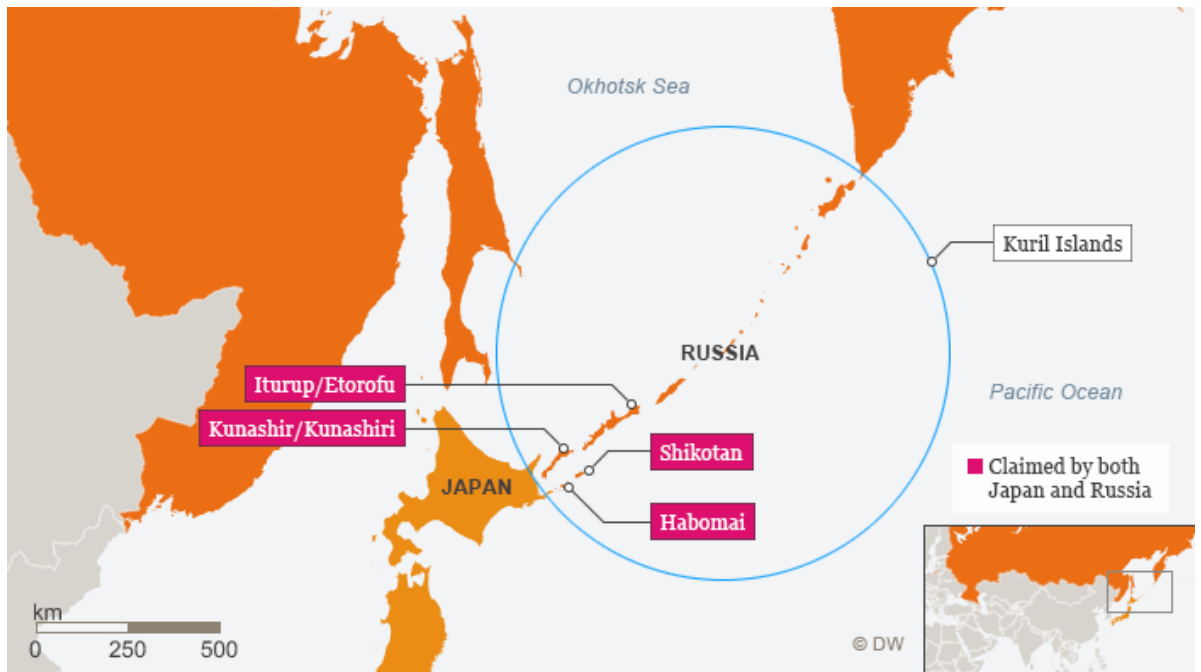 Okhotsk Sea
Kuril Islands
RUSSIA
Iturup/Etorofu
Pacific Ocean
Kunashir/Kunashiri
Shikotan
JAPAN
Habomai
Claimed by both
Japan and Russia
km
0 250 500
© DW